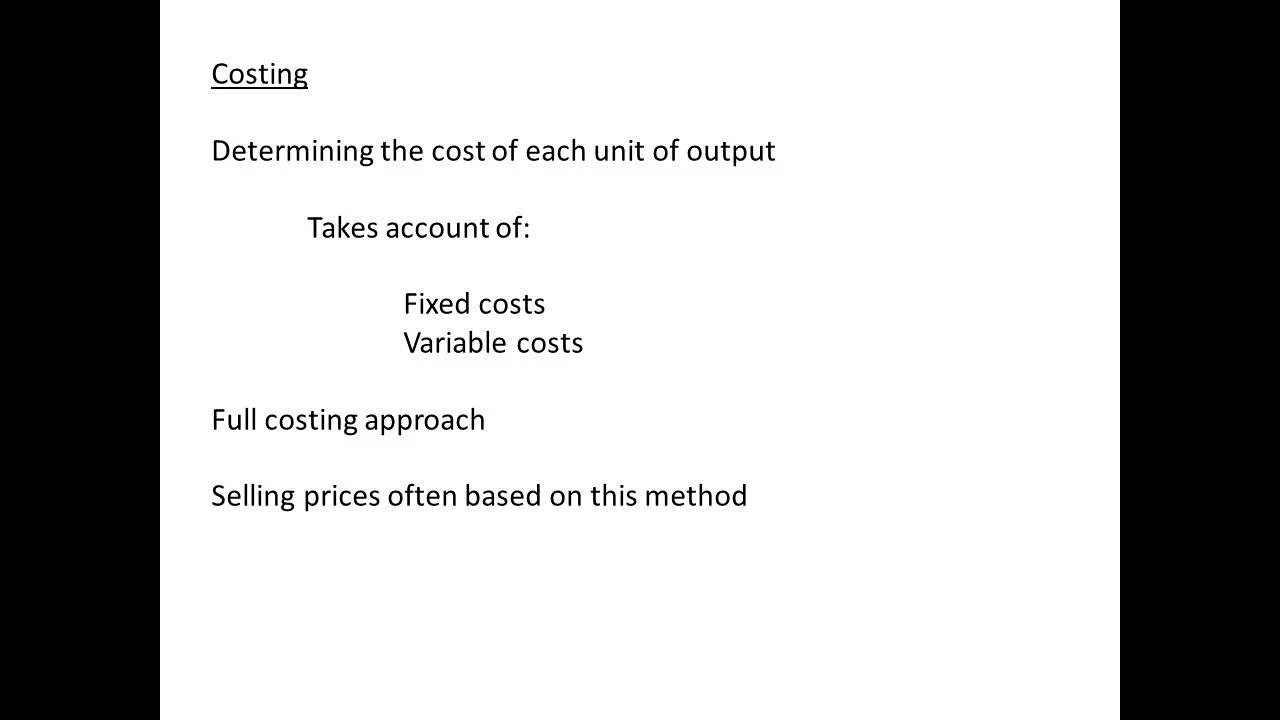 Costing
Determining the cost of each unit of output
Takes account of:
Fixed costs
Variable costs
Full costing approach
Selling prices often based on this method